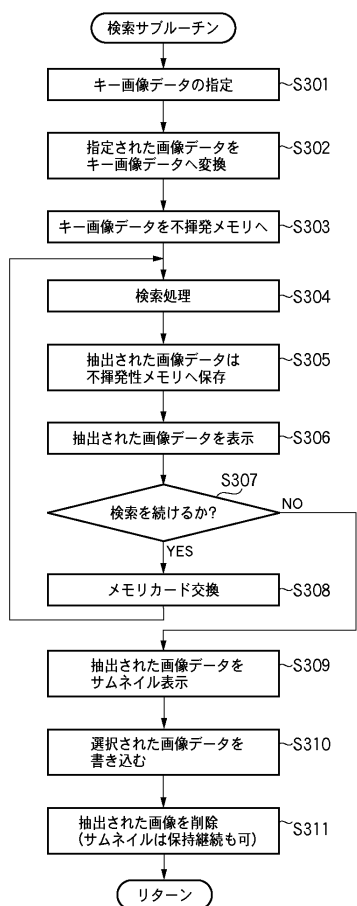 検索サブルーチン
キー画像データの指定
S301
指定された画像データを
キー画像データへ変換
S302
キー画像データを不揮発メモリへ
S303
検索処理
S304
抽出された画像データは
不揮発性メモリへ保存
S305
抽出された画像データを表示
S306
S307
検索を続けるか?
NO
YES
メモリカード交換
S308
抽出された画像データを
サムネイル表示
S309
選択された画像データを
書き込む
S310
抽出された画像を削除
(サムネイルは保持継続も可)
S311
リターン